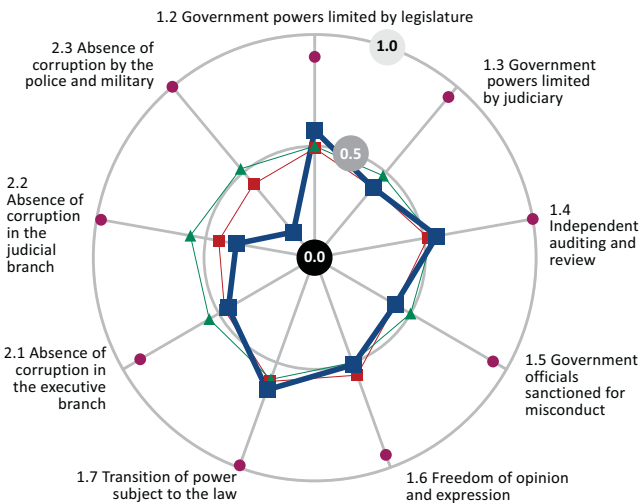 1.2 Government powers limited by legislature
1.0
2.3 Absence of
corruption by the
police and military
1.3 Government
powers limited
by judiciary
0.5
2.2
Absence of
corruption
in the
judicial
branch
1.4
Independent
auditing and
review
0.0
2.1 Absence of
corruption in
the executive
branch
1.5 Government
officials
sanctioned for
misconduct
1.7 Transition of power
subject to the law
1.6 Freedom of opinion
and expression